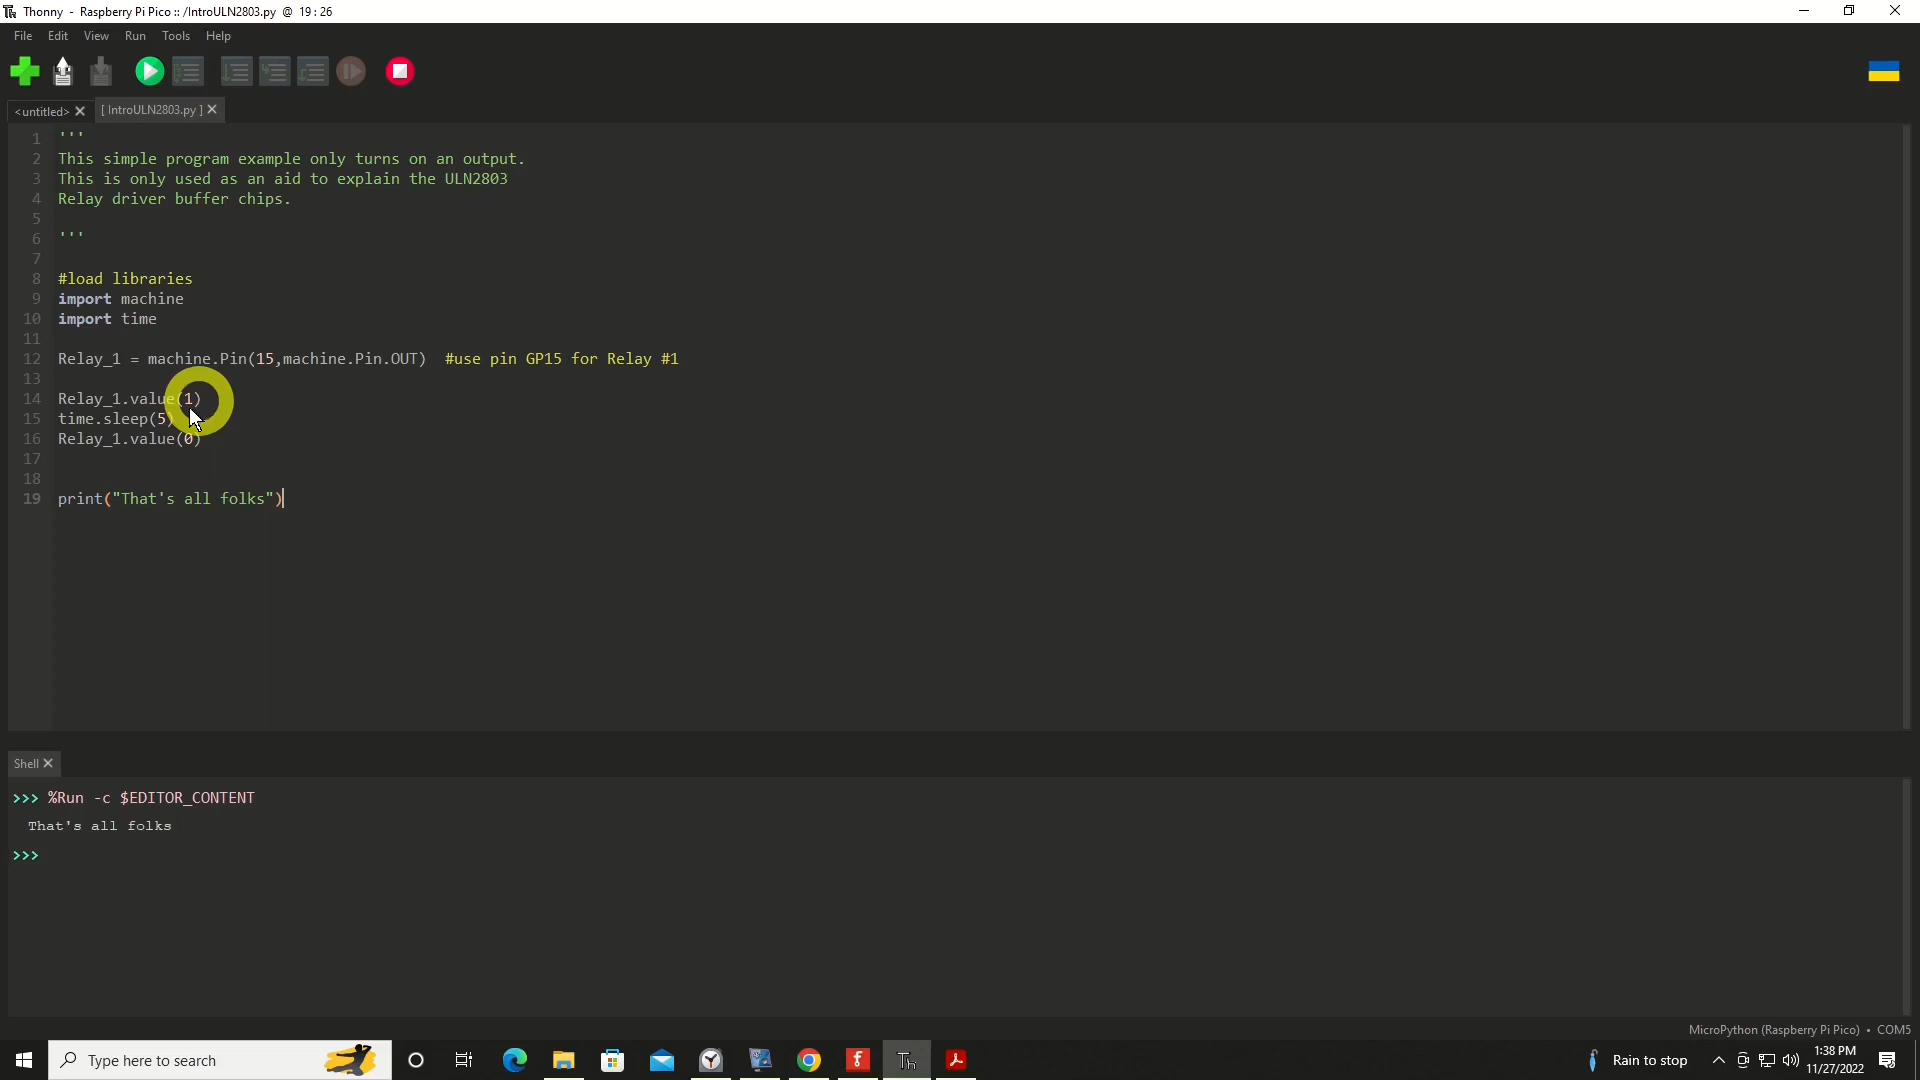 Thonny - Raspberry Pi Pico :: /IntroULN2803.py @ 19:26
File Edit View Run Tools Help
<untitled> [ IntroULN2803.py ]
1 '''
2 This simple program example only turns on an output.
3 This is only used as an aid to explain the ULN2803
4 Relay driver buffer chips.
5
6 '''
7
8 #load libraries
9 import machine
10 import time
11
12 Relay_1 = machine.Pin(15,machine.Pin.OUT)  #use pin GP15 for Relay #1
13
14 Relay_1.value(1)
15 time.sleep(5)
16 Relay_1.value(0)
17
18
19 print("That's all folks")
Shell
>>> %Run -c $EDITOR_CONTENT
That's all folks
>>>
MicroPython (Raspberry Pi Pico) • COM5
Type here to search
Th
Rain to stop
1:38 PM
11/27/2022